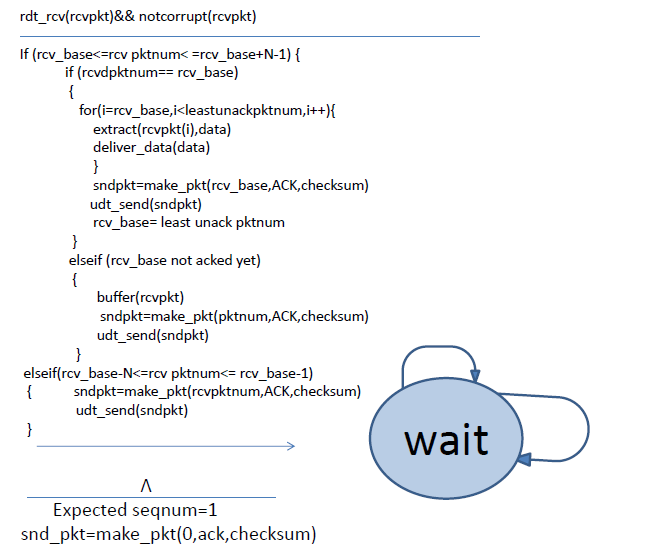 rdt_rcv(rcvpkt)&& notcorrupt(rcvpkt)
If (rcv_base<=rcv pktnum< =rcv_base+N-1) {
if (rcvdpktnum== rcv_base)
{
for(i=rcv_base,i<leastunackpktnum,i++){
extract(rcvpkt(i),data)
deliver_data(data)
}
sndpkt=make_pkt(rcv_base,ACK,checksum)
udt_send(sndpkt)
rcv_base= least unack pktnum
}
elseif (rcv_base not acked yet)
{
buffer(rcvpkt)
sndpkt=make_pkt(pktnum,ACK,checksum)
udt_send(sndpkt)
}
elseif(rcv_base-N<=rcv pktnum<= rcv_base-1)
{ sndpkt=make_pkt(rcvpktnum,ACK,checksum)
udt_send(sndpkt)
}
wait
Λ
Expected seqnum=1
snd_pkt=make_pkt(0,ack,checksum)